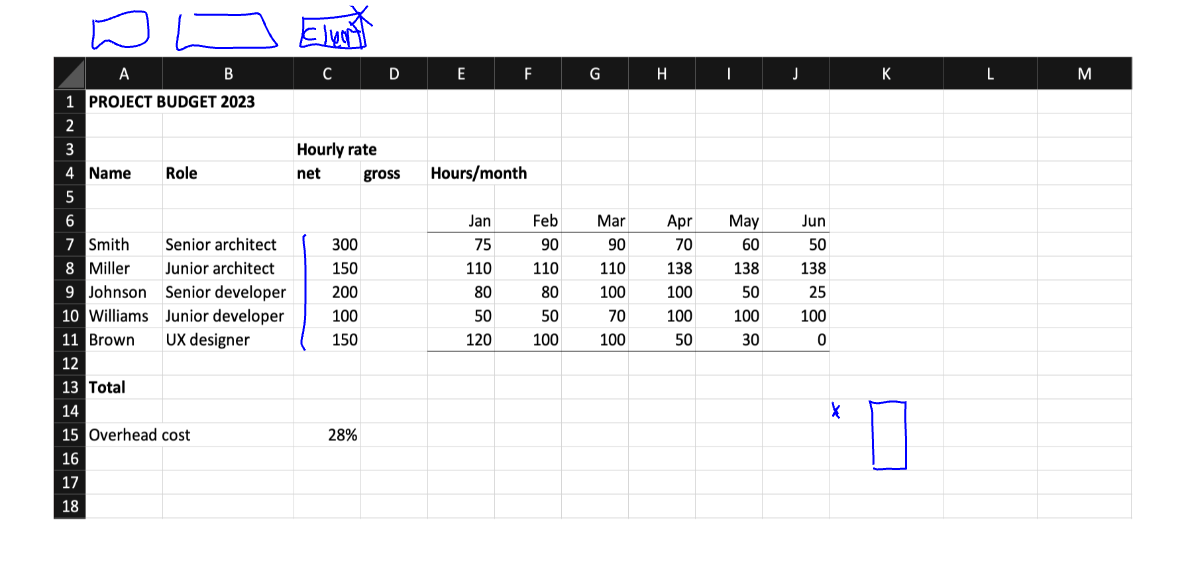 A B C D E F G H I J K L M
1 PROJECT BUDGET 2023
2
3 Hourly rate
4 Name Role net gross Hours/month
5
6 Jan Feb Mar Apr May Jun
7 Smith Senior architect 300 75 90 90 70 60 50
8 Miller Junior architect 150 110 110 110 138 138 138
9 Johnson Senior developer 200 80 80 100 100 50 25
10 Williams Junior developer 100 50 50 70 100 100 100
11 Brown UX designer 150 120 100 100 50 30 0
12
13 Total
14 x
15 Overhead cost 28%
16
17
18